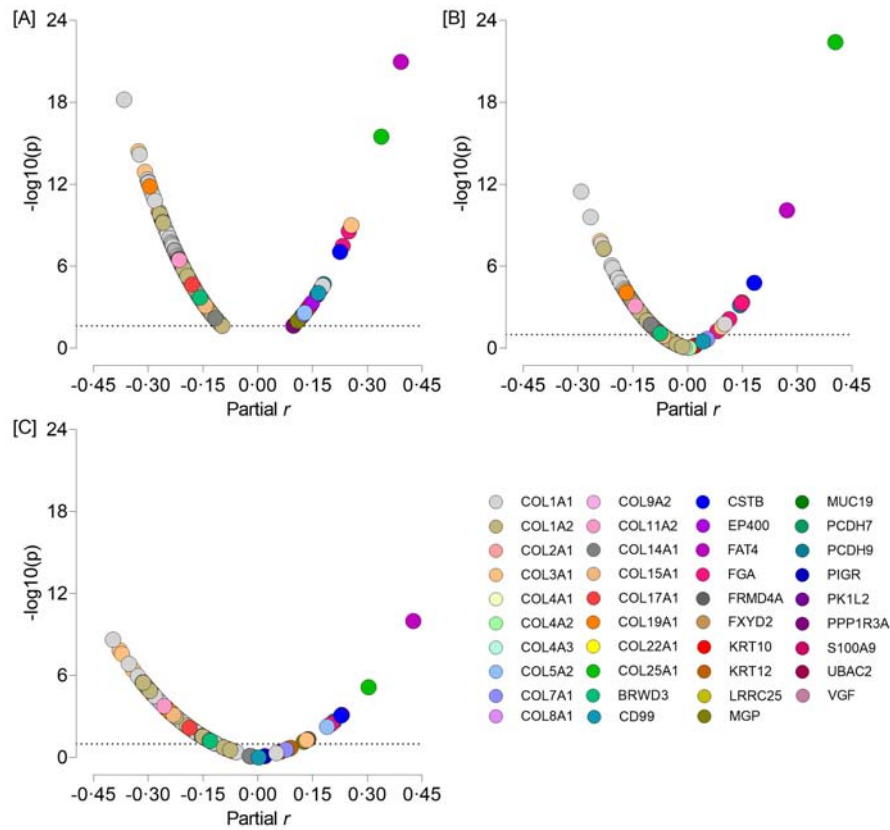 [A]
24
18
12
6
0
-log10(p)
-0·45 -0·30 -0·15 0·00 0·15 0·30 0·45
Partial r
[B]
24
18
12
6
0
-log10(p)
-0·45 -0·30 -0·15 0·00 0·15 0·30 0·45
Partial r
[C]
24
18
12
6
0
-log10(p)
-0·45 -0·30 -0·15 0·00 0·15 0·30 0·45
Partial r
COL1A1
COL1A2
COL2A1
COL3A1
COL4A1
COL4A2
COL4A3
COL5A2
COL7A1
COL8A1
COL9A2
COL11A2
COL14A1
COL15A1
COL17A1
COL19A1
COL22A1
COL25A1
BRWD3
CD99
CSTB
EP400
FAT4
FGA
FRMD4A
FXYD2
KRT10
KRT12
LRRC25
MGP
MUC19
PCDH7
PCDH9
PIGR
PK1L2
PPP1R3A
S100A9
UBAC2
VGF